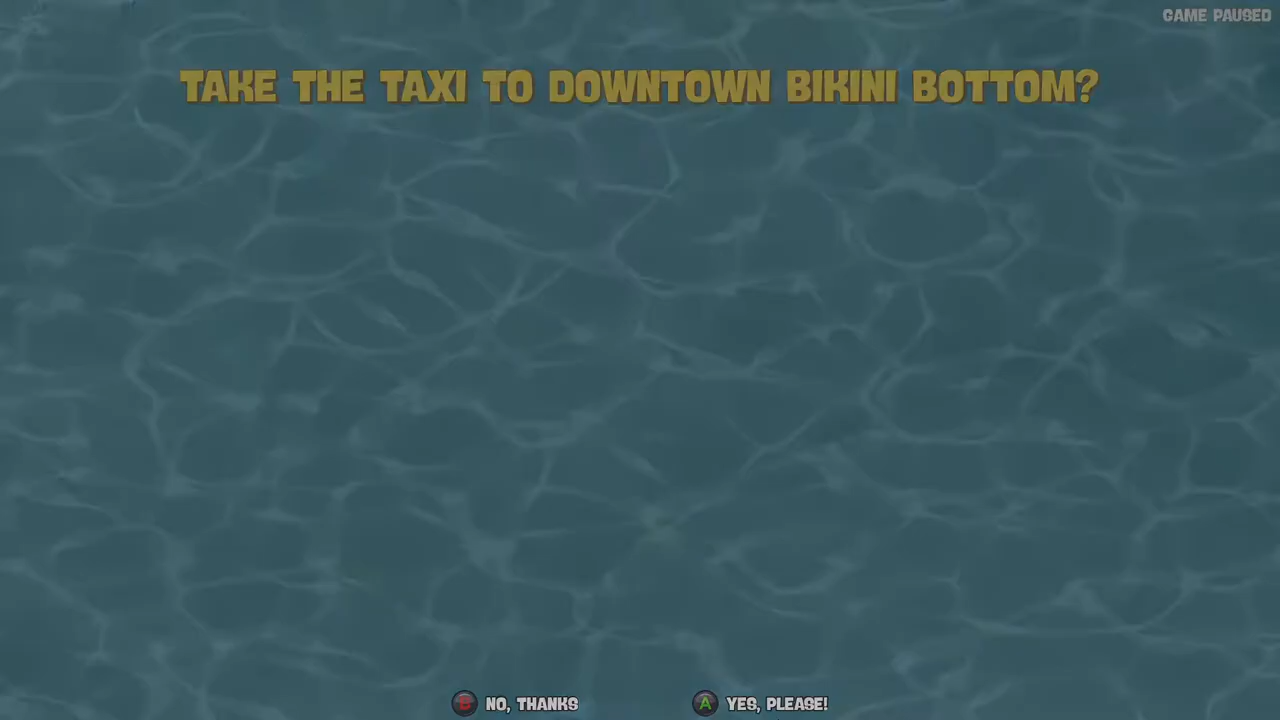 GAME PAUSED
TAKE THE TAXI TO DOWNTOWN BIKINI BOTTOM?
B NO, THANKS
A YES, PLEASE!